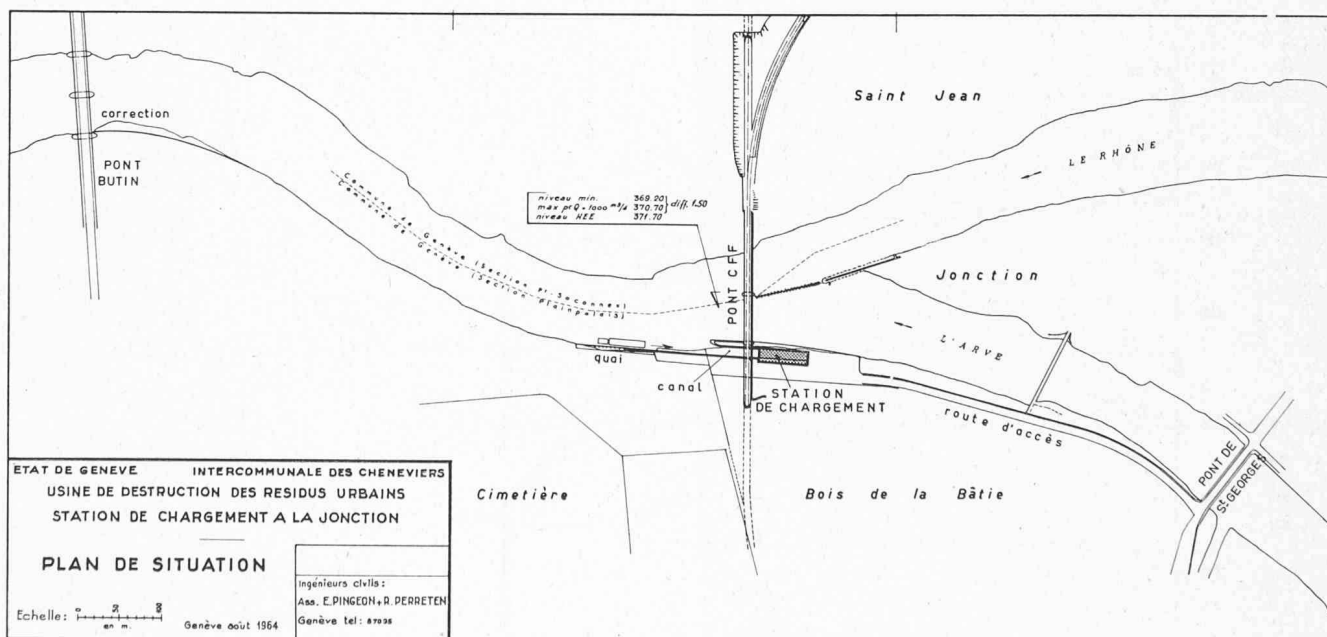 Saint Jean
LE RHÔNE
correction
PONT
BUTIN
niveau min. 369.20
max pr Q = 1000 m³/s 370.70 } diff. 1.50
niveau HEE 371.70
Commune de Genève (Section Pt Saconnex)
Commune de Genève (Section Plainpalais)
PONT CFF
Jonction
L'ARVE
quai
canal
STATION
DE CHARGEMENT
route d'accès
PONT DE
St GEORGES
Cimetière
Bois de la Bâtie
ETAT DE GENEVE INTERCOMMUNALE DES CHENEVIERS
USINE DE DESTRUCTION DES RESIDUS URBAINS
STATION DE CHARGEMENT A LA JONCTION
PLAN DE SITUATION
Ingénieurs civils :
Ass. E.PINGEON + R.PERRETEN
Genève tel :
Echelle : 0 50
en m.
Genève août 1964